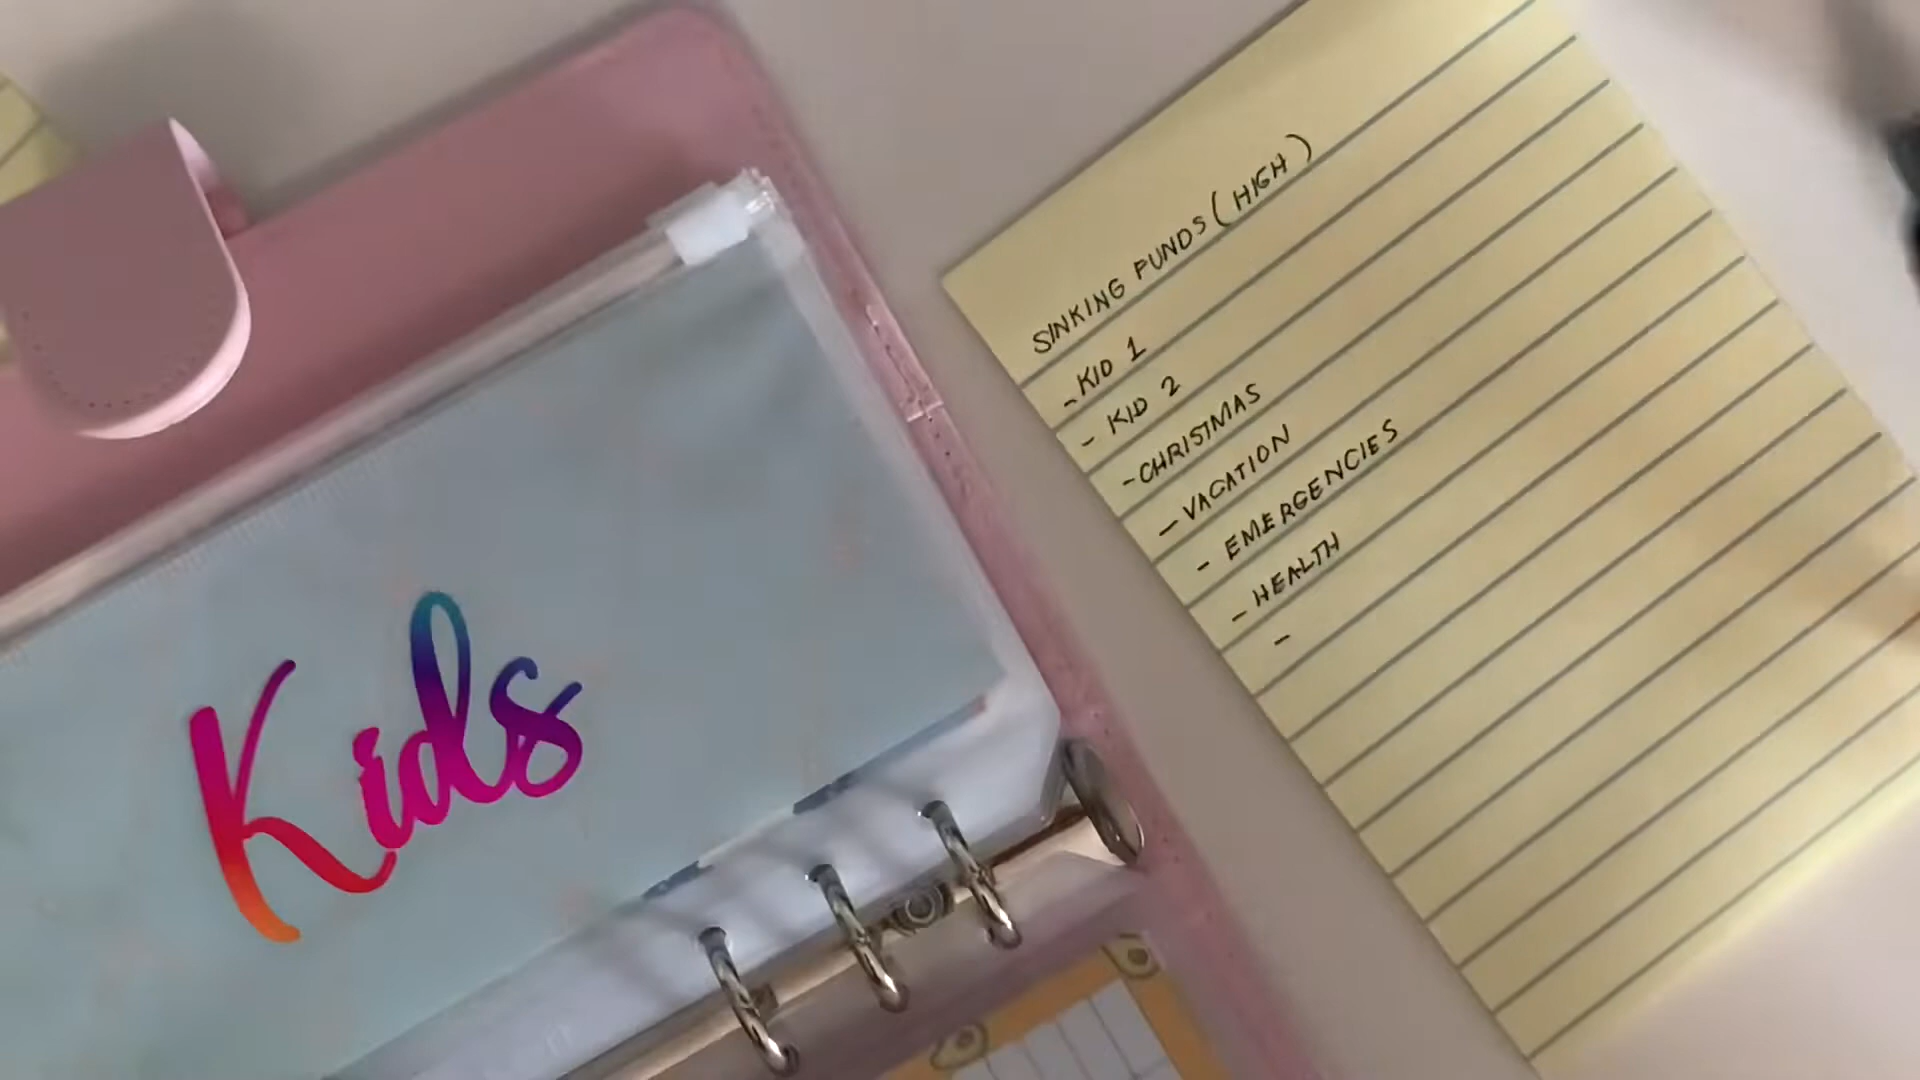 Kids
SINKING FUNDS (HIGH)
- KID 1
- KID 2
- CHRISTMAS
- VACATION
- EMERGENCIES
- HEALTH
-